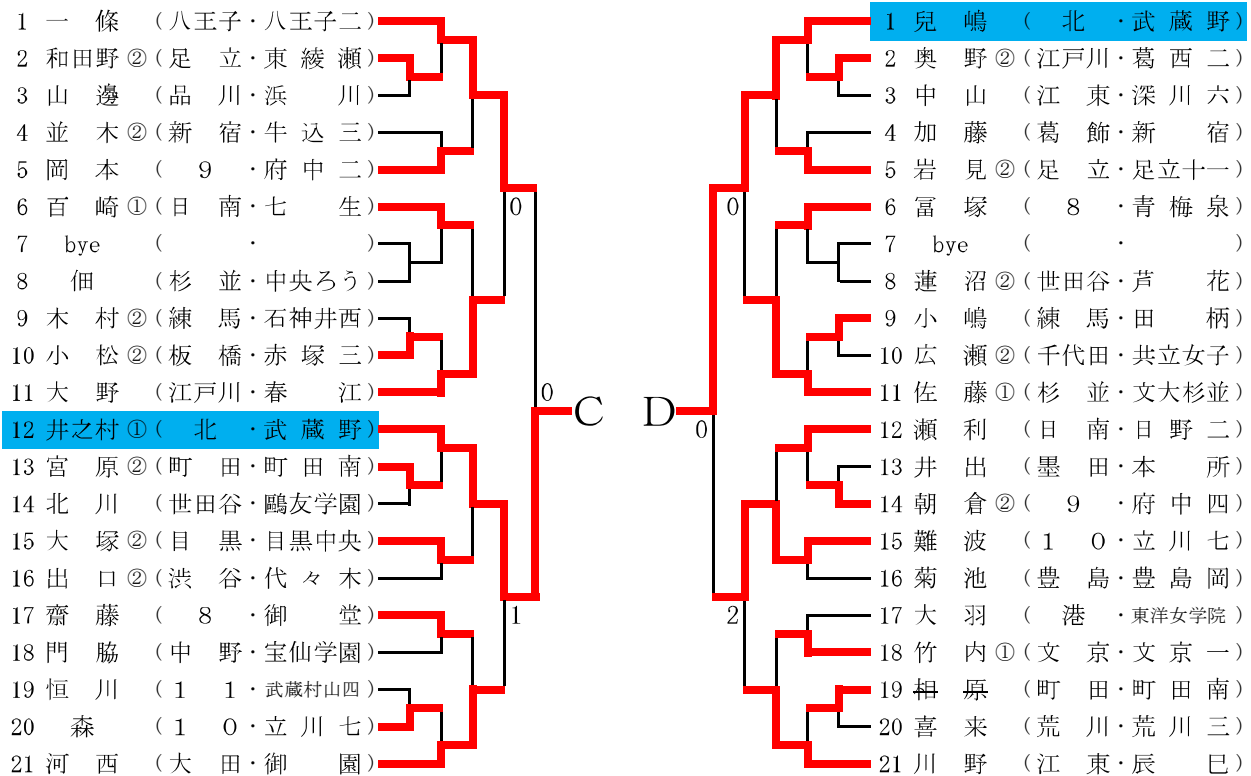 1 一條 (八王子・八王子二)
2 和田野② (足立・東綾瀬)
3 山邊 (品川・浜川)
4 並木② (新宿・牛込三)
5 岡本 (9・府中二)
6 百崎① (日南・七生)
7 bye ( ・ )
8 佃 (杉並・中央ろう)
9 木村② (練馬・石神井西)
10 小松② (板橋・赤塚三)
11 大野 (江戸川・春江)
12 井之村① (北・武蔵野)
13 宮原② (町田・町田南)
14 北川 (世田谷・鷗友学園)
15 大塚② (目黒・目黒中央)
16 出口② (渋谷・代々木)
17 齋藤 (8・御堂)
18 門脇 (中野・宝仙学園)
19 恒川 (11・武蔵村山四)
20 森 (10・立川七)
21 河西 (大田・御園)
0
0
1
C
D
0
0
2
1 兒嶋 (北・武蔵野)
2 奥野② (江戸川・葛西二)
3 中山 (江東・深川六)
4 加藤 (葛飾・新宿)
5 岩見② (足立・足立十一)
6 冨塚 (8・青梅泉)
7 bye ( ・ )
8 蓮沼② (世田谷・芦花)
9 小嶋 (練馬・田柄)
10 広瀬② (千代田・共立女子)
11 佐藤① (杉並・文大杉並)
12 瀬利 (日南・日野二)
13 井出 (墨田・本所)
14 朝倉② (9・府中四)
15 難波 (10・立川七)
16 菊池 (豊島・豊島岡)
17 大羽 (港・東洋女学院)
18 竹内① (文京・文京一)
19 相原 (町田・町田南)
20 喜来 (荒川・荒川三)
21 川野 (江東・辰巳)